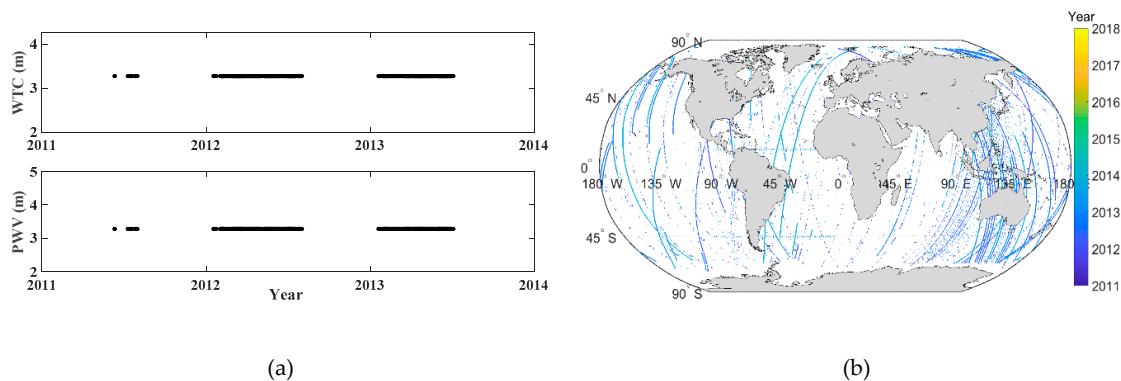 WTC (m)
4
3
2
2011
2012
2013
2014
PWV (m)
5
4
3
2
2011
2012
2013
2014
Year
(a)
90° N
45° N
0°
180° W
135° W
90° W
45° W
0°
45° E
90° E
135° E
180°
45° S
90° S
Year
2018
2017
2016
2015
2014
2013
2012
2011
(b)